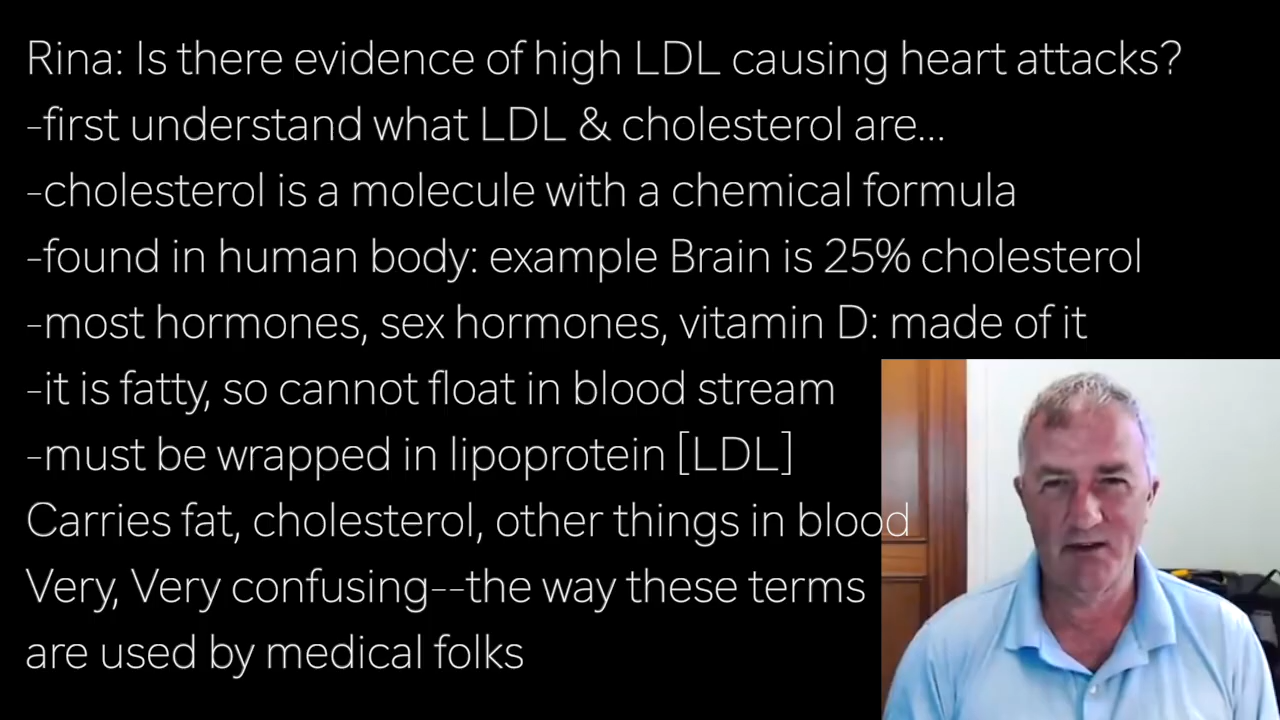 Rina: Is there evidence of high LDL causing heart attacks?
-first understand what LDL & cholesterol are...
-cholesterol is a molecule with a chemical formula
-found in human body: example Brain is 25% cholesterol
-most hormones, sex hormones, vitamin D: made of it
-it is fatty, so cannot float in blood stream
-must be wrapped in lipoprotein [LDL]
Carries fat, cholesterol, other things in blood
Very, Very confusing--the way these terms
are used by medical folks